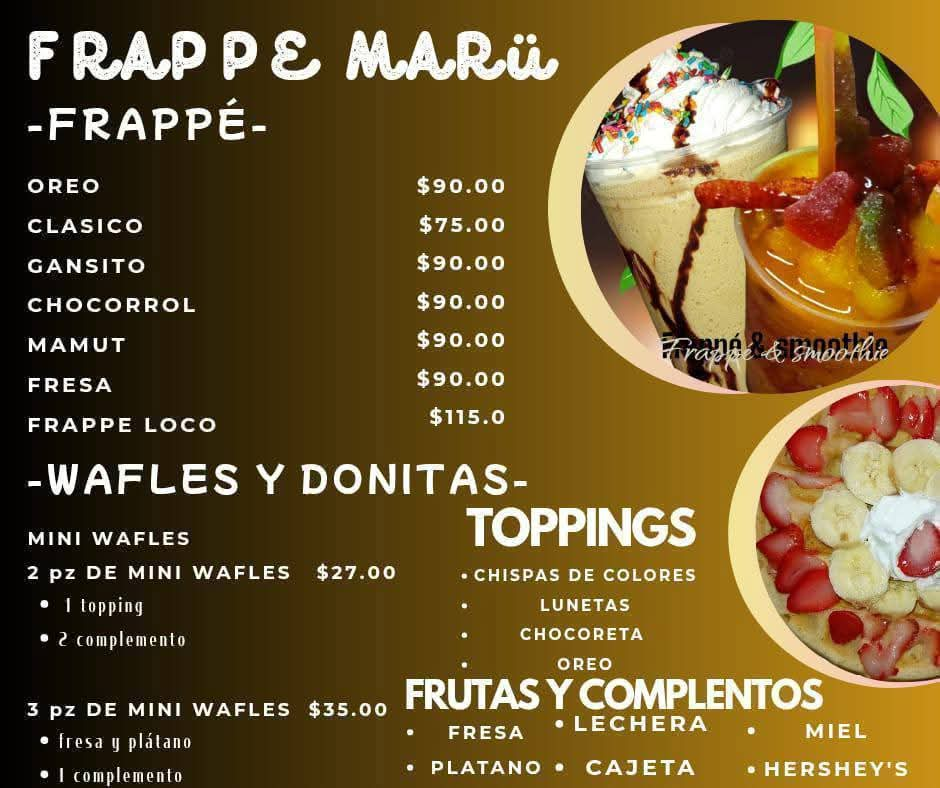 FRAPPE MARÜ
-FRAPPÉ-
OREO $90.00
CLASICO $75.00
GANSITO $90.00
CHOCORROL $90.00
MAMUT $90.00
FRESA $90.00
FRAPPE LOCO $115.0
Frappé & smoothie
Frappé & smoothie
-WAFLES Y DONITAS-
MINI WAFLES
2 pz DE MINI WAFLES $27.00
• 1 topping
• 2 complemento
3 pz DE MINI WAFLES $35.00
• fresa y plátano
• 1 complemento
TOPPINGS
• CHISPAS DE COLORES
• LUNETAS
• CHOCORETA
• OREO
FRUTAS Y COMPLENTOS
• FRESA • LECHERA • MIEL
• PLATANO • CAJETA • HERSHEY'S